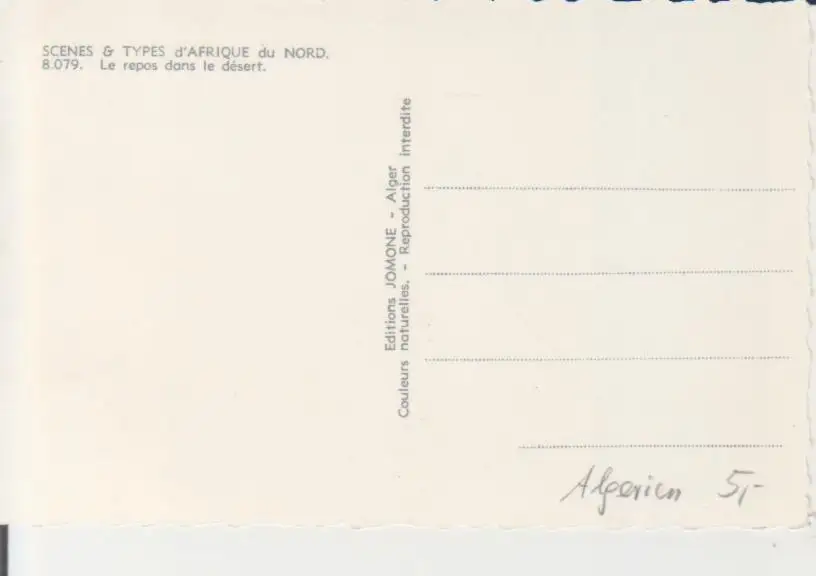 SCENES & TYPES d'AFRIQUE du NORD.
8.079. Le repos dans le désert.
Editions JOMONE - Alger
Couleurs naturelles. - Reproduction interdite
Algerien 5,-